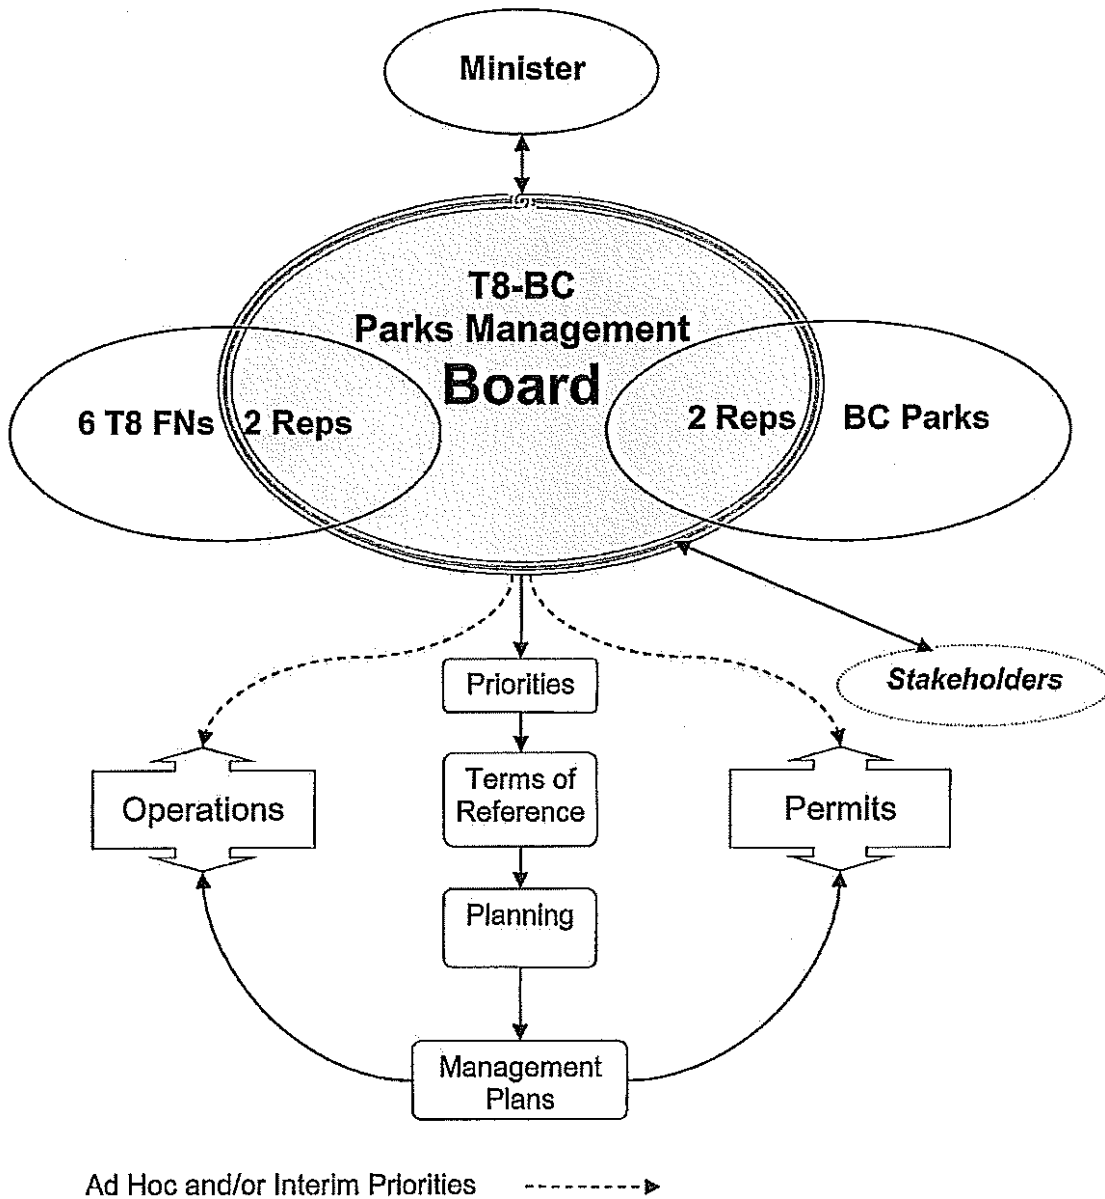 Minister
T8-BC
Parks Management
Board
6 T8 FNs
2 Reps
2 Reps
BC Parks
Stakeholders
Priorities
Terms of
Reference
Operations
Permits
Planning
Management
Plans
Ad Hoc and/or Interim Priorities